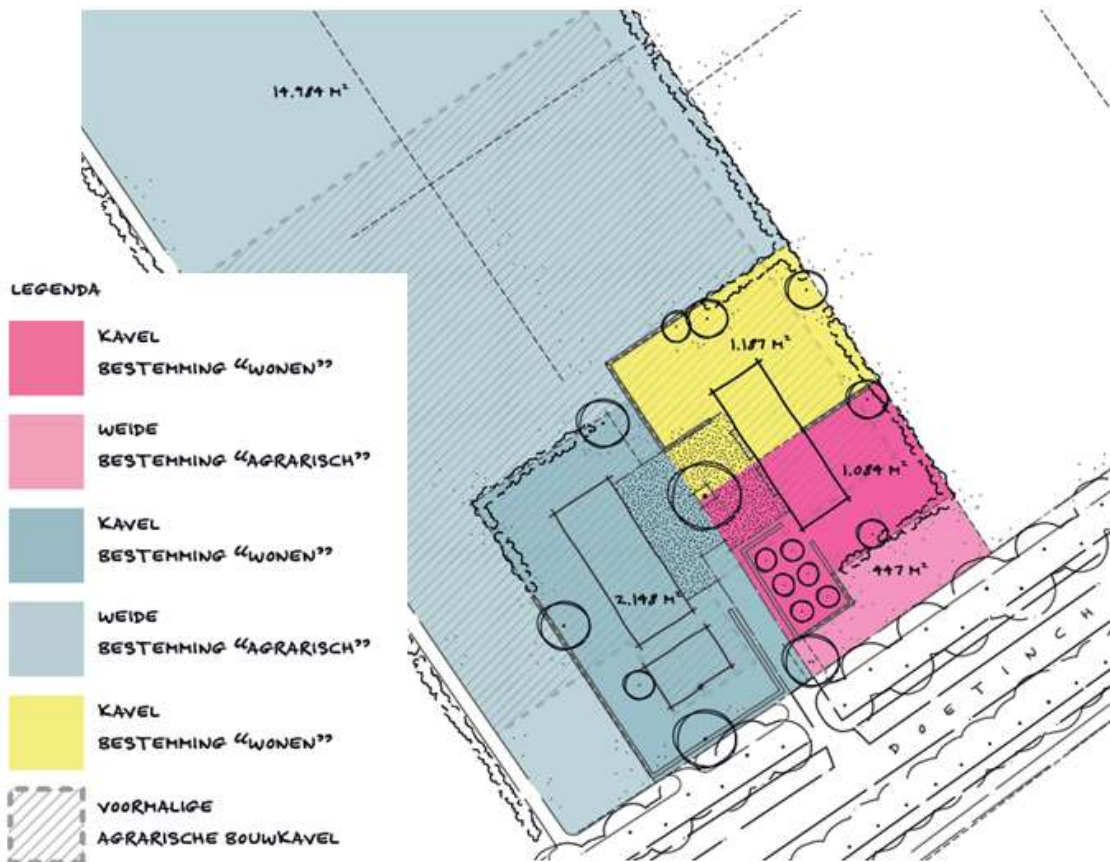 14.984 M²
LEGENDA
KAVEL
BESTEMMING “WONEN”
WEIDE
BESTEMMING “AGRARISCH”
KAVEL
BESTEMMING “WONEN”
WEIDE
BESTEMMING “AGRARISCH”
KAVEL
BESTEMMING “WONEN”
VOORMALIGE
AGRARISCHE BOUWKAVEL
1.187 M²
1.084 M²
447 M²
2.148 M²
DOETINCH